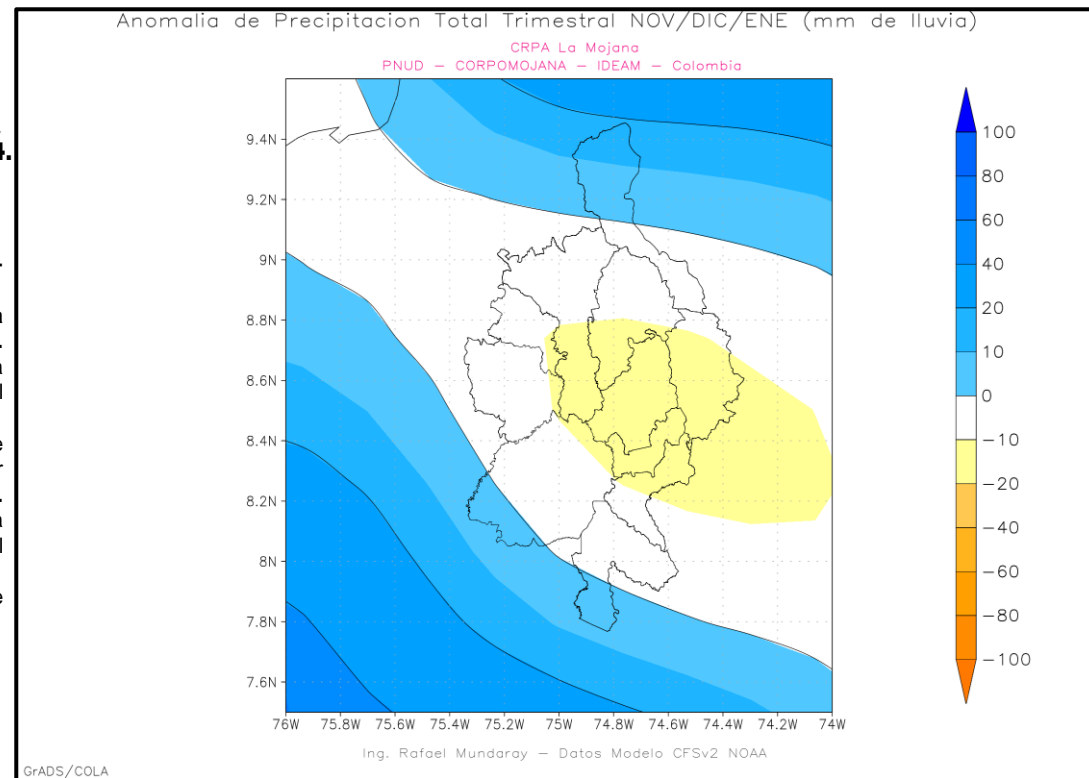 Anomalia de Precipitacion Total Trimestral NOV/DIC/ENE (mm de lluvia)
CRPA La Mojana
PNUD – CORPOMOJANA – IDEAM – Colombia
9.4N
9.2N
9N
8.8N
8.6N
8.4N
8.2N
8N
7.8N
7.6N
76W 75.8W 75.6W 75.4W 75.2W 75W 74.8W 74.6W 74.4W 74.2W 74W
100
80
60
40
20
10
0
−10
−20
−40
−60
−80
−100
Ing. Rafael Mundaray – Datos Modelo CFSv2 NOAA
GrADS/COLA